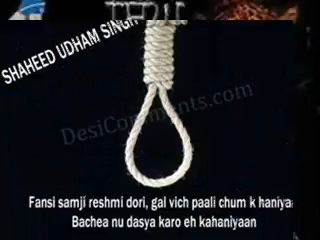 SHAHEED UDHAM SINGH
DesiComments.com
Fansi samji reshmi dori, gal vich paali chum k haniya
Bachea nu dasya karo eh kahaniyaan